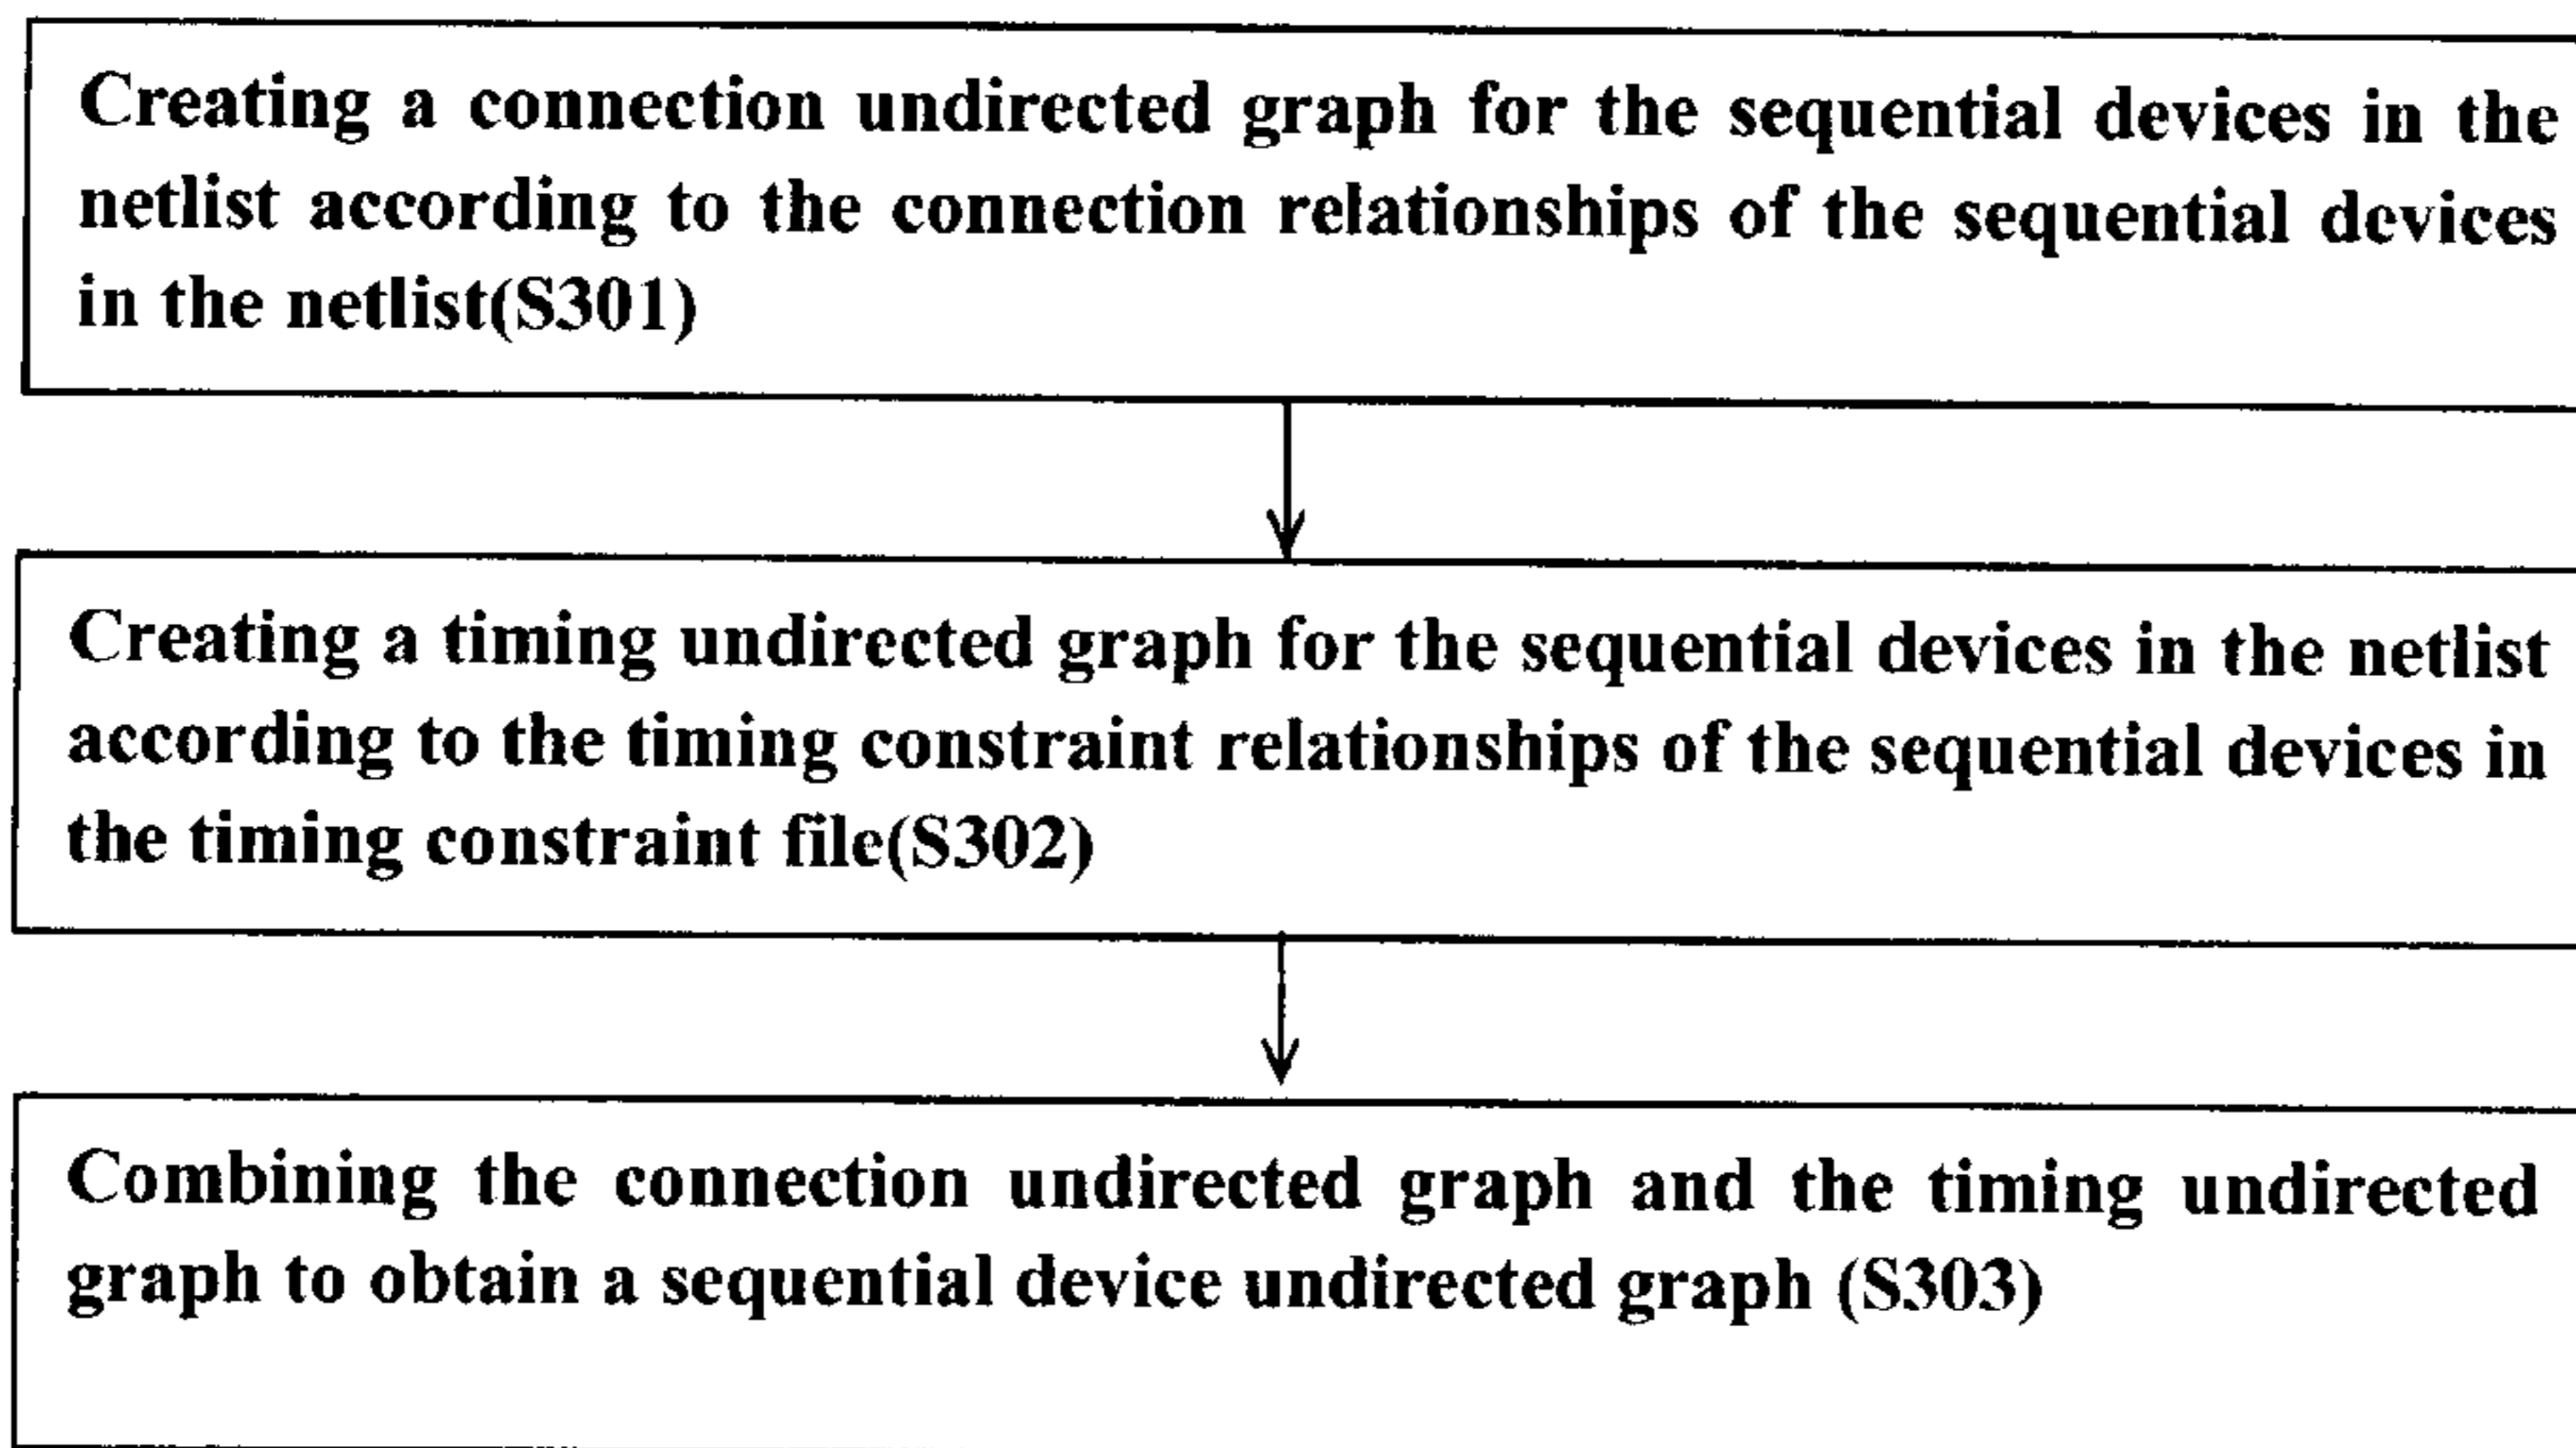 Creating a connection undirected graph for the sequential devices in the
netlist according to the connection relationships of the sequential devices
in the netlist(S301)
Creating a timing undirected graph for the sequential devices in the netlist
according to the timing constraint relationships of the sequential devices in
the timing constraint file(S302)
Combining the connection undirected graph and the timing undirected
graph to obtain a sequential device undirected graph (S303)